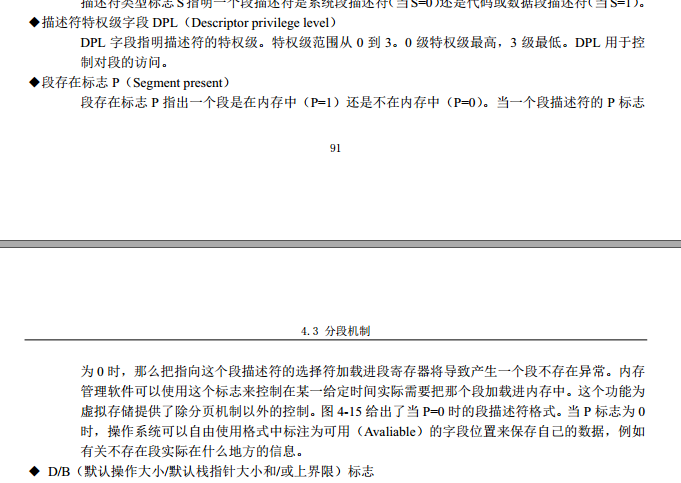 描述符类型标志 S 指明一个段描述符是系统段描述符(当 S=0)还是代码或数据段描述符(当 S=1)。
◆描述符特权级字段 DPL（Descriptor privilege level）
DPL 字段指明描述符的特权级。特权级范围从 0 到 3。0 级特权级最高，3 级最低。DPL 用于控
制对段的访问。
◆段存在标志 P（Segment present）
段存在标志 P 指出一个段是在内存中（P=1）还是不在内存中（P=0）。当一个段描述符的 P 标志
91
4.3 分段机制
为 0 时，那么把指向这个段描述符的选择符加载进段寄存器将导致产生一个段不存在异常。内存
管理软件可以使用这个标志来控制在某一给定时间实际需要把那个段加载进内存中。这个功能为
虚拟存储提供了除分页机制以外的控制。图 4-15 给出了当 P=0 时的段描述符格式。当 P 标志为 0
时，操作系统可以自由使用格式中标注为可用（Avaliable）的字段位置来保存自己的数据，例如
有关不存在段实际在什么地方的信息。
◆ D/B（默认操作大小/默认栈指针大小和/或上界限）标志